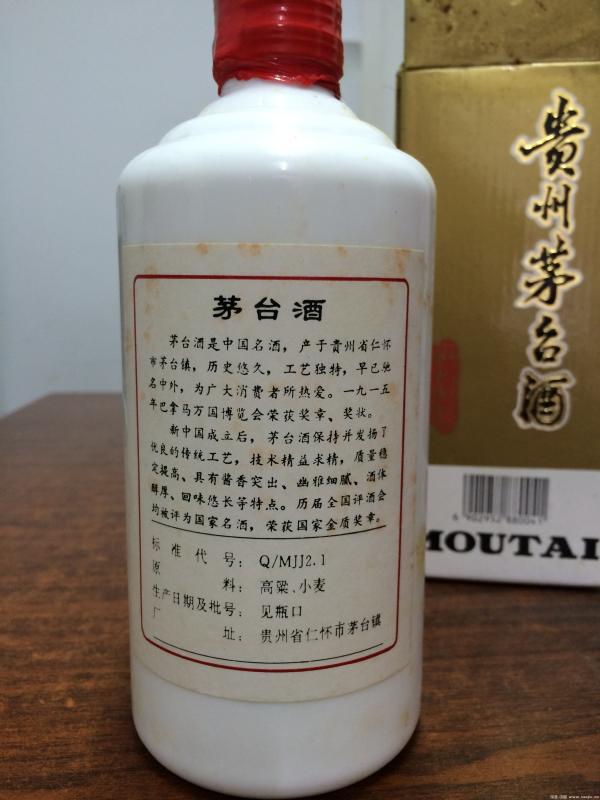 茅台酒
茅台酒是中国名酒，产于贵州省仁怀
市茅台镇，历史悠久，工艺独特，早已驰
名中外，为广大消费者所热爱。一九一五
年巴拿马万国博览会荣获奖章、奖状。
新中国成立后，茅台酒保持并发扬了
优良的传统工艺，技术精益求精，质量稳
定提高、具有酱香突出、幽雅细腻、酒体
醇厚、回味悠长等特点。历届全国评酒会
均被评为国家名酒，荣获国家金质奖章。
标准代号：Q/MJJ2.1
原料：高粱、小麦
生产日期及批号：见瓶口
厂址：贵州省仁怀市茅台镇
贵州茅台酒
6 902952 880041
MOUTAI